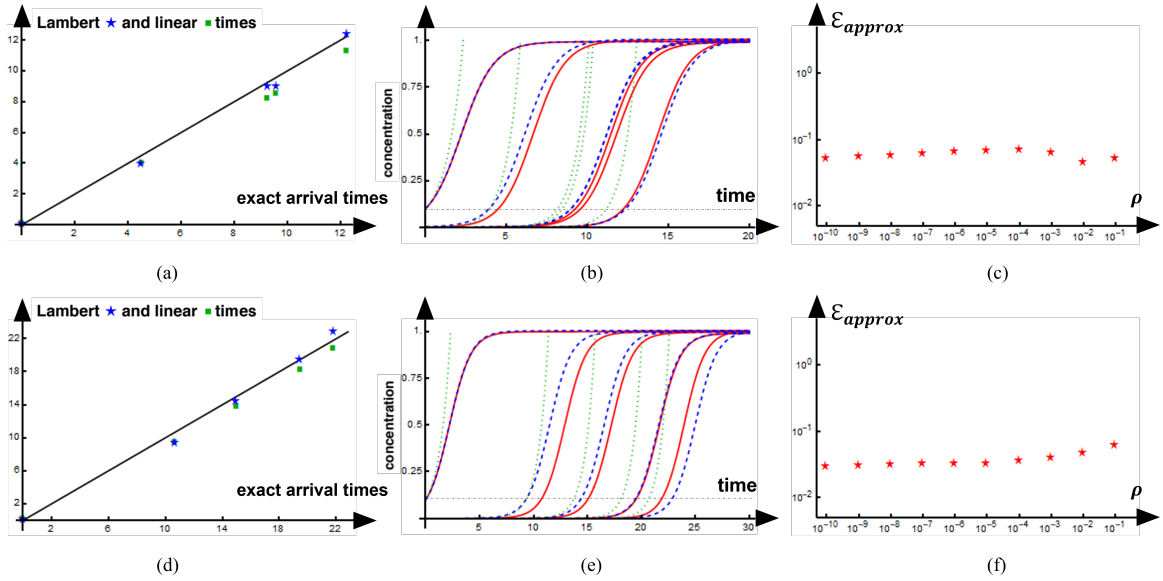 Lambert ★ and linear ■ times
12
10
8
6
4
2
2 4 6 8 10 12
exact arrival times
(a)
concentration
1.
0.75
0.5
0.25
5 10 15 20
time
(b)
Ɛapprox
10^0
10^-1
10^-2
10^-10 10^-9 10^-8 10^-7 10^-6 10^-5 10^-4 10^-3 10^-2 10^-1
ρ
(c)
Lambert ★ and linear ■ times
22
18
14
10
6
2
2 6 10 14 18 22
exact arrival times
(d)
concentration
1.
0.75
0.5
0.25
5 10 15 20 25 30
time
(e)
Ɛapprox
10^0
10^-1
10^-2
10^-10 10^-9 10^-8 10^-7 10^-6 10^-5 10^-4 10^-3 10^-2 10^-1
ρ
(f)